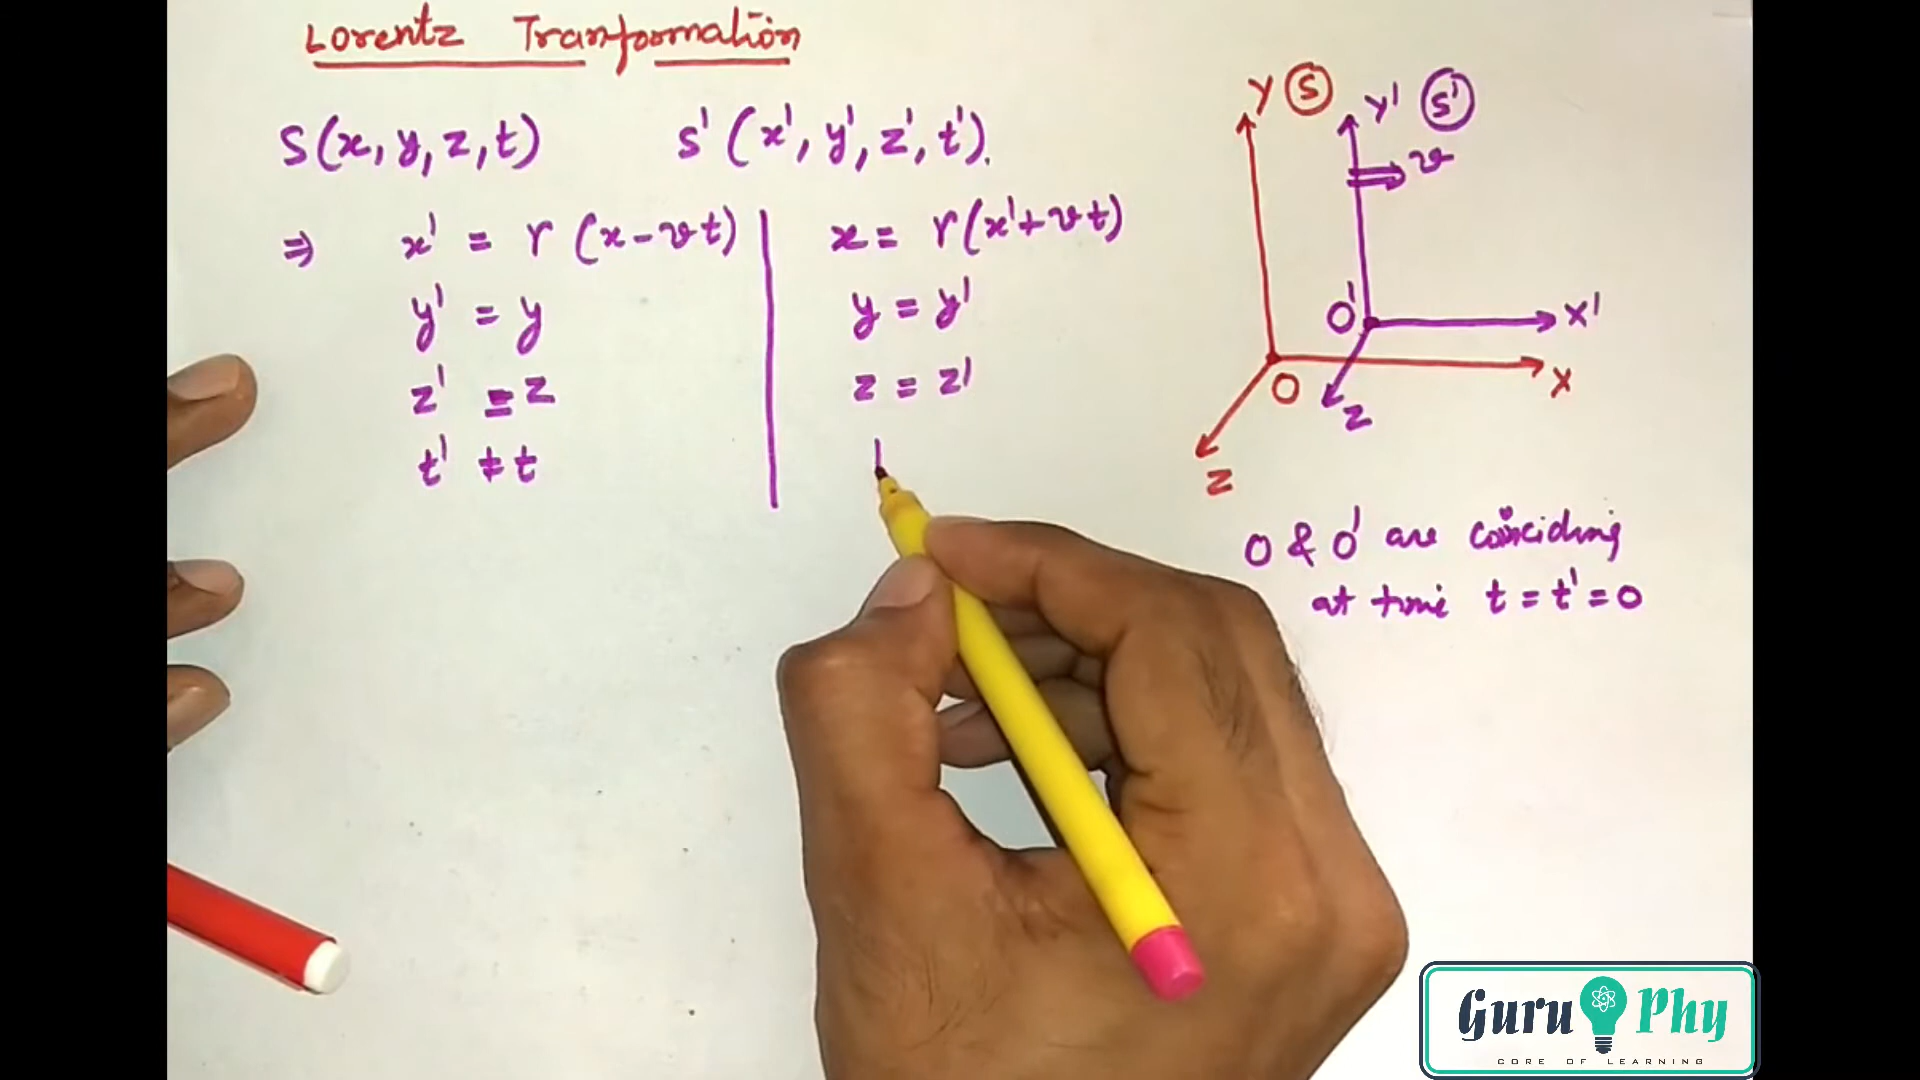 Lorentz Tranformation
S(x, y, z, t) s' (x', y', z', t').
⇒ x' = r (x - vt) | x = r(x' + vt)
y' = y y = y'
z' = z z = z'
t' ≠ t
Y S
Y' S'
v
O' X'
O X
Z
Z
O & O' are coinciding
at time t = t' = 0
Guru Phy
CORE OF LEARNING